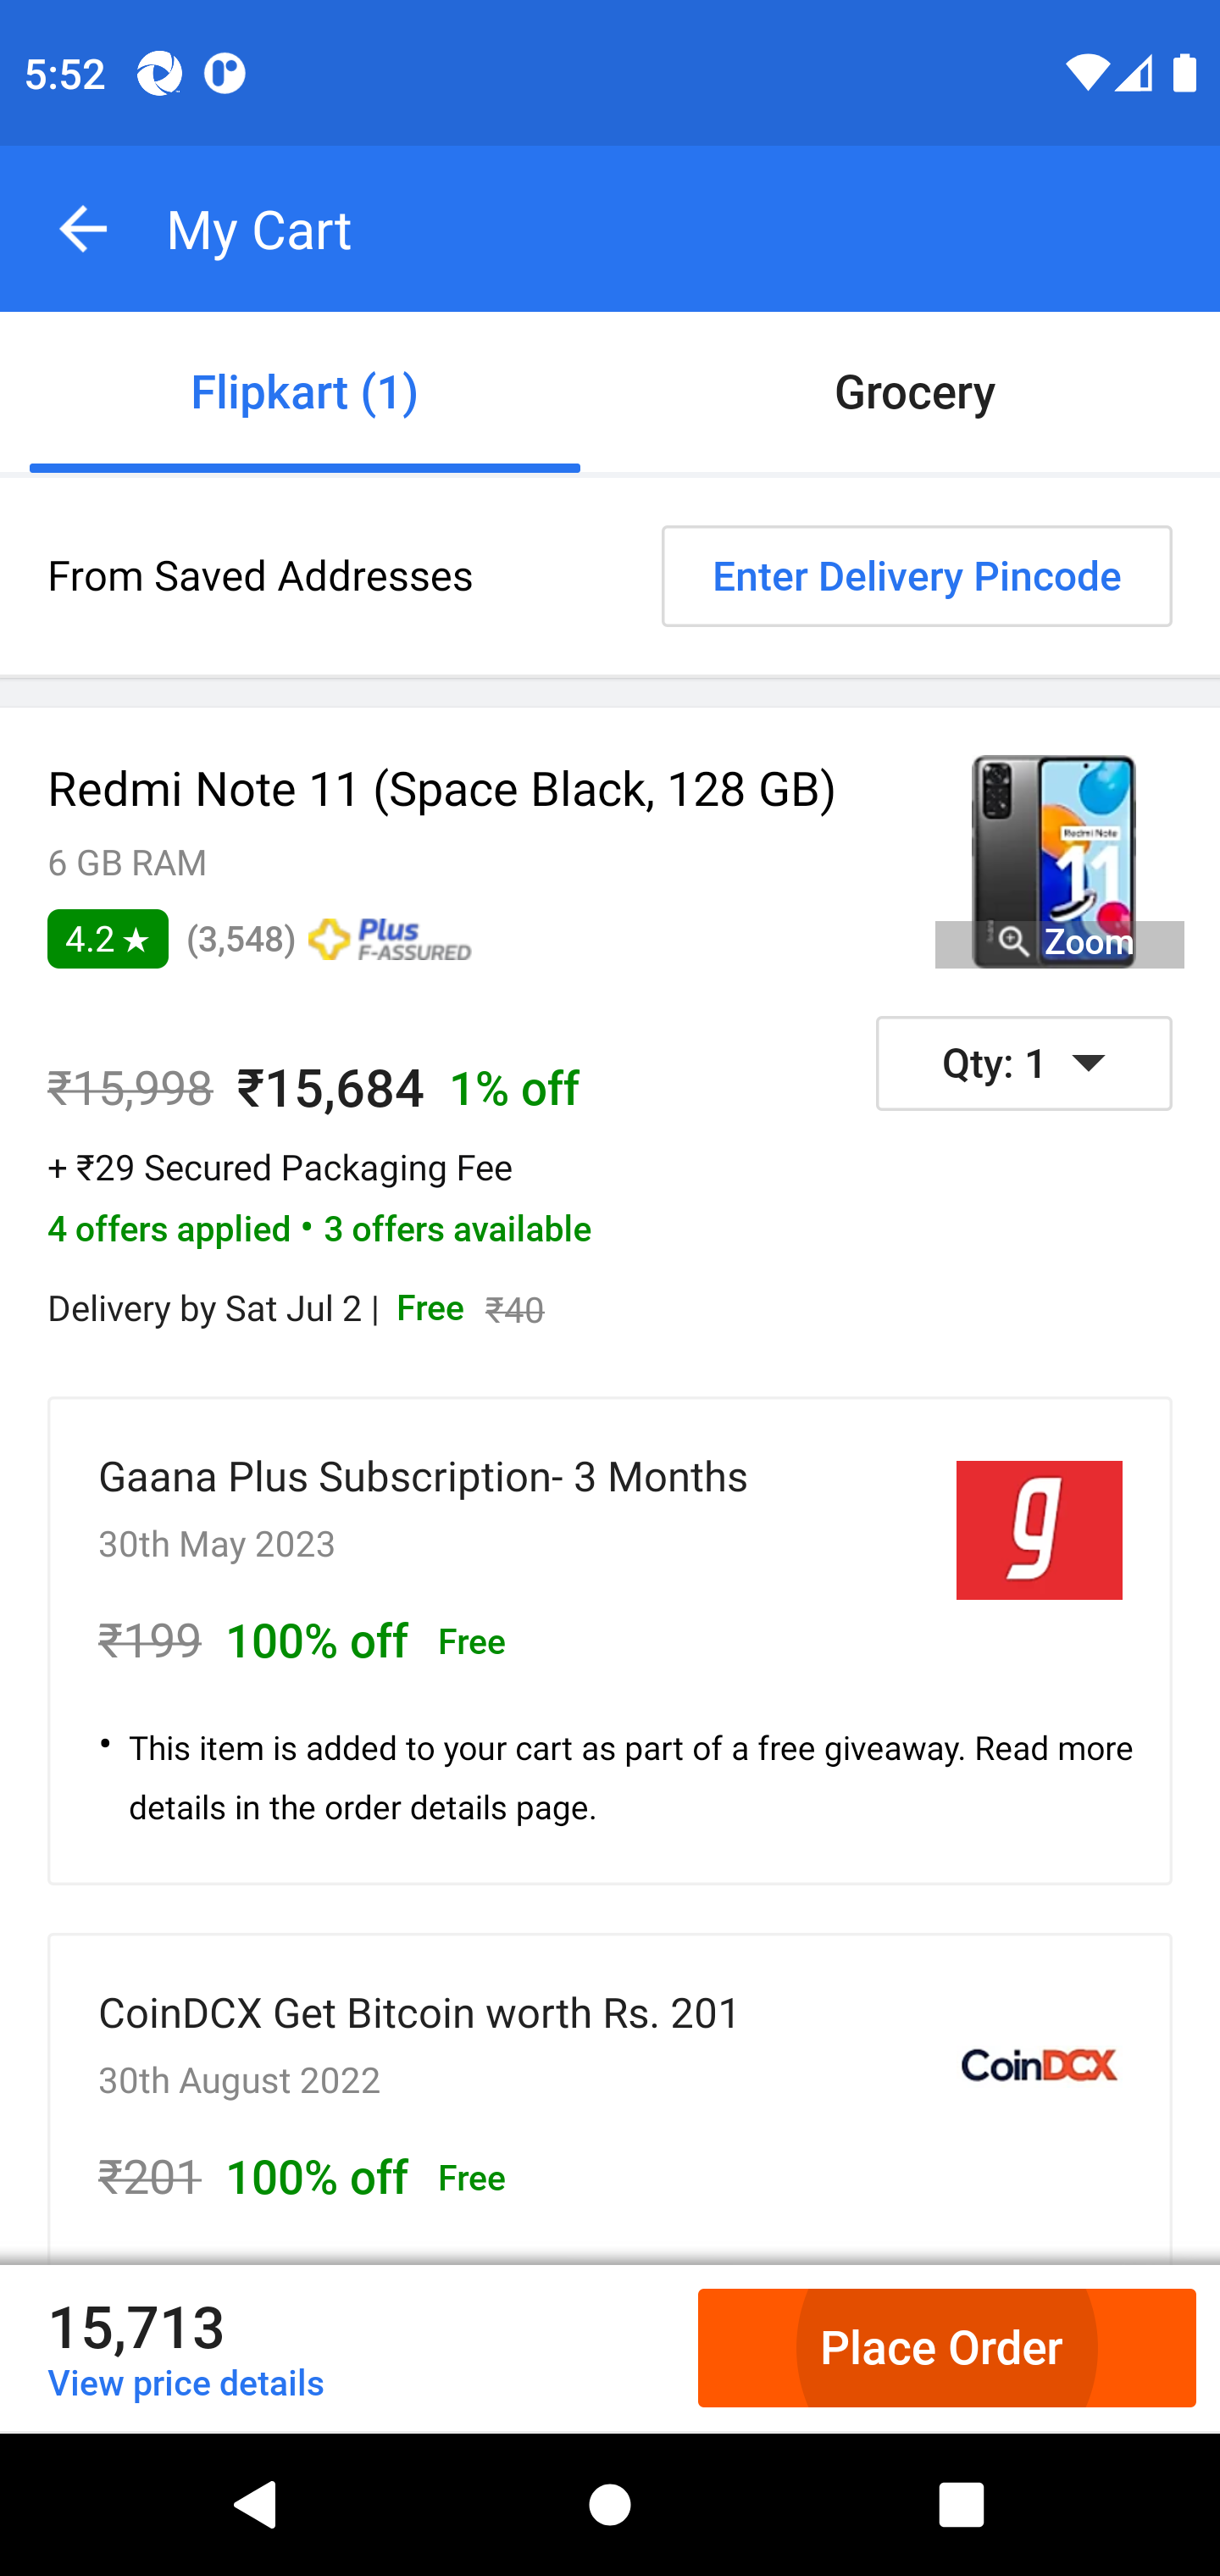 5:52
My Cart
Flipkart (1)
Grocery
From Saved Addresses
Enter Delivery Pincode
Redmi Note 11 (Space Black, 128 GB)
6 GB RAM
4.2★ (3,548) Plus
F-ASSURED
Redmi Note
11
Zoom
₹15,998 ₹15,684 1% off
Qty: 1
+ ₹29 Secured Packaging Fee
4 offers applied • 3 offers available
Delivery by Sat Jul 2 | Free ₹40
Gaana Plus Subscription- 3 Months
30th May 2023
g
₹199 100% off Free
• This item is added to your cart as part of a free giveaway. Read more
details in the order details page.
CoinDCX Get Bitcoin worth Rs. 201
30th August 2022
CoinDCX
₹201 100% off Free
15,713
View price details
Place Order